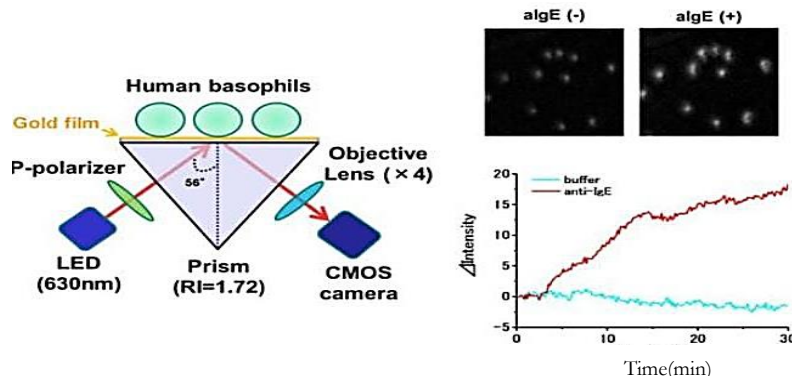 Human basophils
Gold film
P-polarizer
56°
Objective
Lens (×4)
LED
(630nm)
Prism
(RI=1.72)
CMOS
camera
aIgE (-)
aIgE (+)
20
15
10
5
0
-5
⊿Intensity
buffer
anti-IgE
0
10
20
30
Time(min)